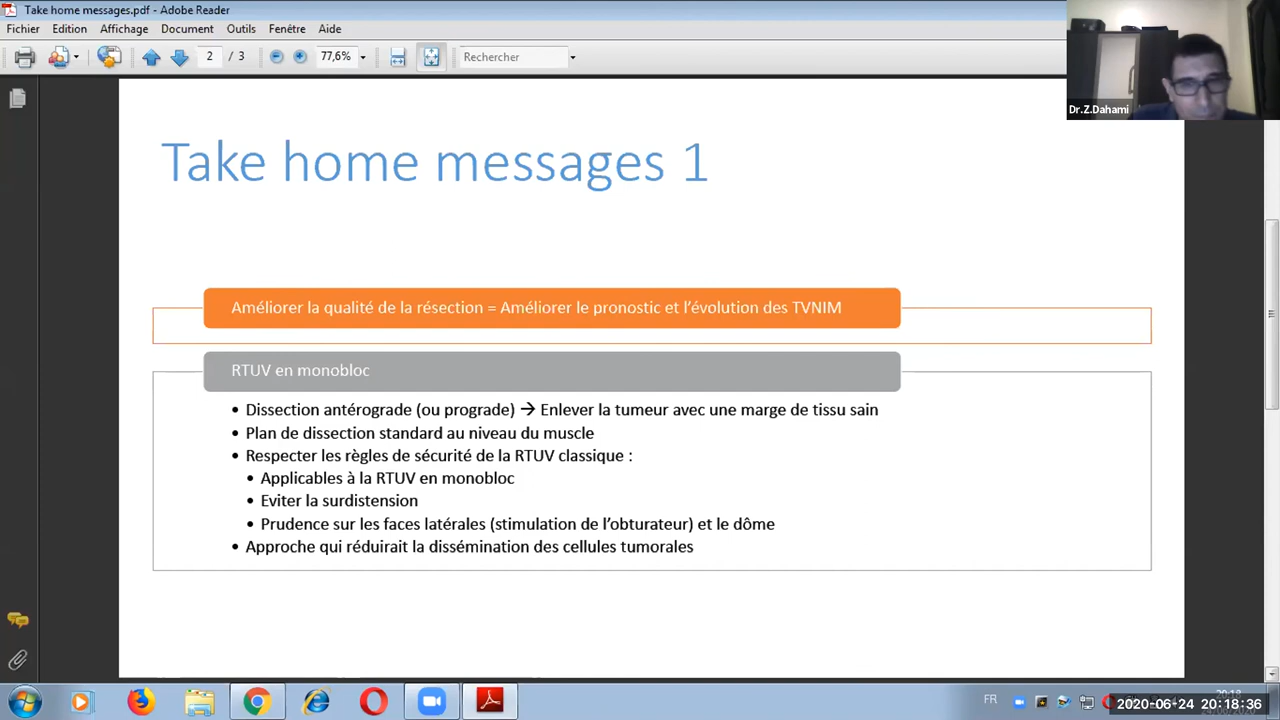 Take home messages.pdf - Adobe Reader
Fichier Edition Affichage Document Outils Fenêtre Aide
2 / 3 77,6% Rechercher
Dr.Z.Dahami
Take home messages 1
Améliorer la qualité de la résection = Améliorer le pronostic et l’évolution des TVNIM
RTUV en monobloc
• Dissection antérograde (ou prograde) → Enlever la tumeur avec une marge de tissu sain
• Plan de dissection standard au niveau du muscle
• Respecter les règles de sécurité de la RTUV classique :
• Applicables à la RTUV en monobloc
• Eviter la surdistension
• Prudence sur les faces latérales (stimulation de l’obturateur) et le dôme
• Approche qui réduirait la dissémination des cellules tumorales
FR
20:18
2020-06-24 20:18:36